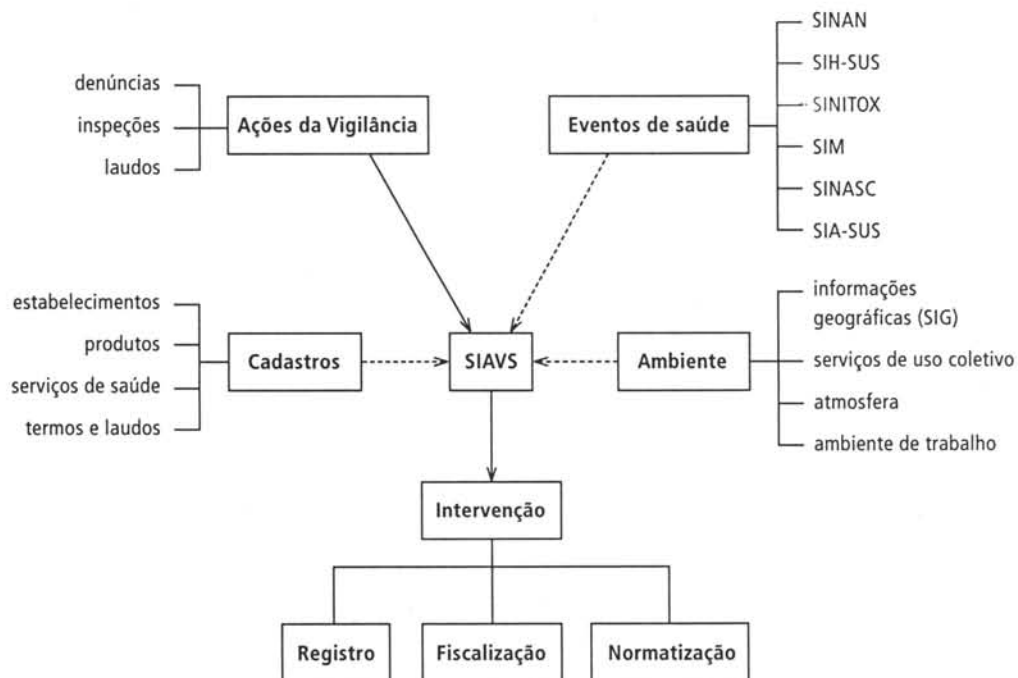 denúncias
inspeções
laudos
Ações da Vigilância
Eventos de saúde
SINAN
SIH-SUS
SINITOX
SIM
SINASC
SIA-SUS
estabelecimentos
produtos
serviços de saúde
termos e laudos
Cadastros
SIAVS
Ambiente
informações
geográficas (SIG)
serviços de uso coletivo
atmosfera
ambiente de trabalho
Intervenção
Registro
Fiscalização
Normatização